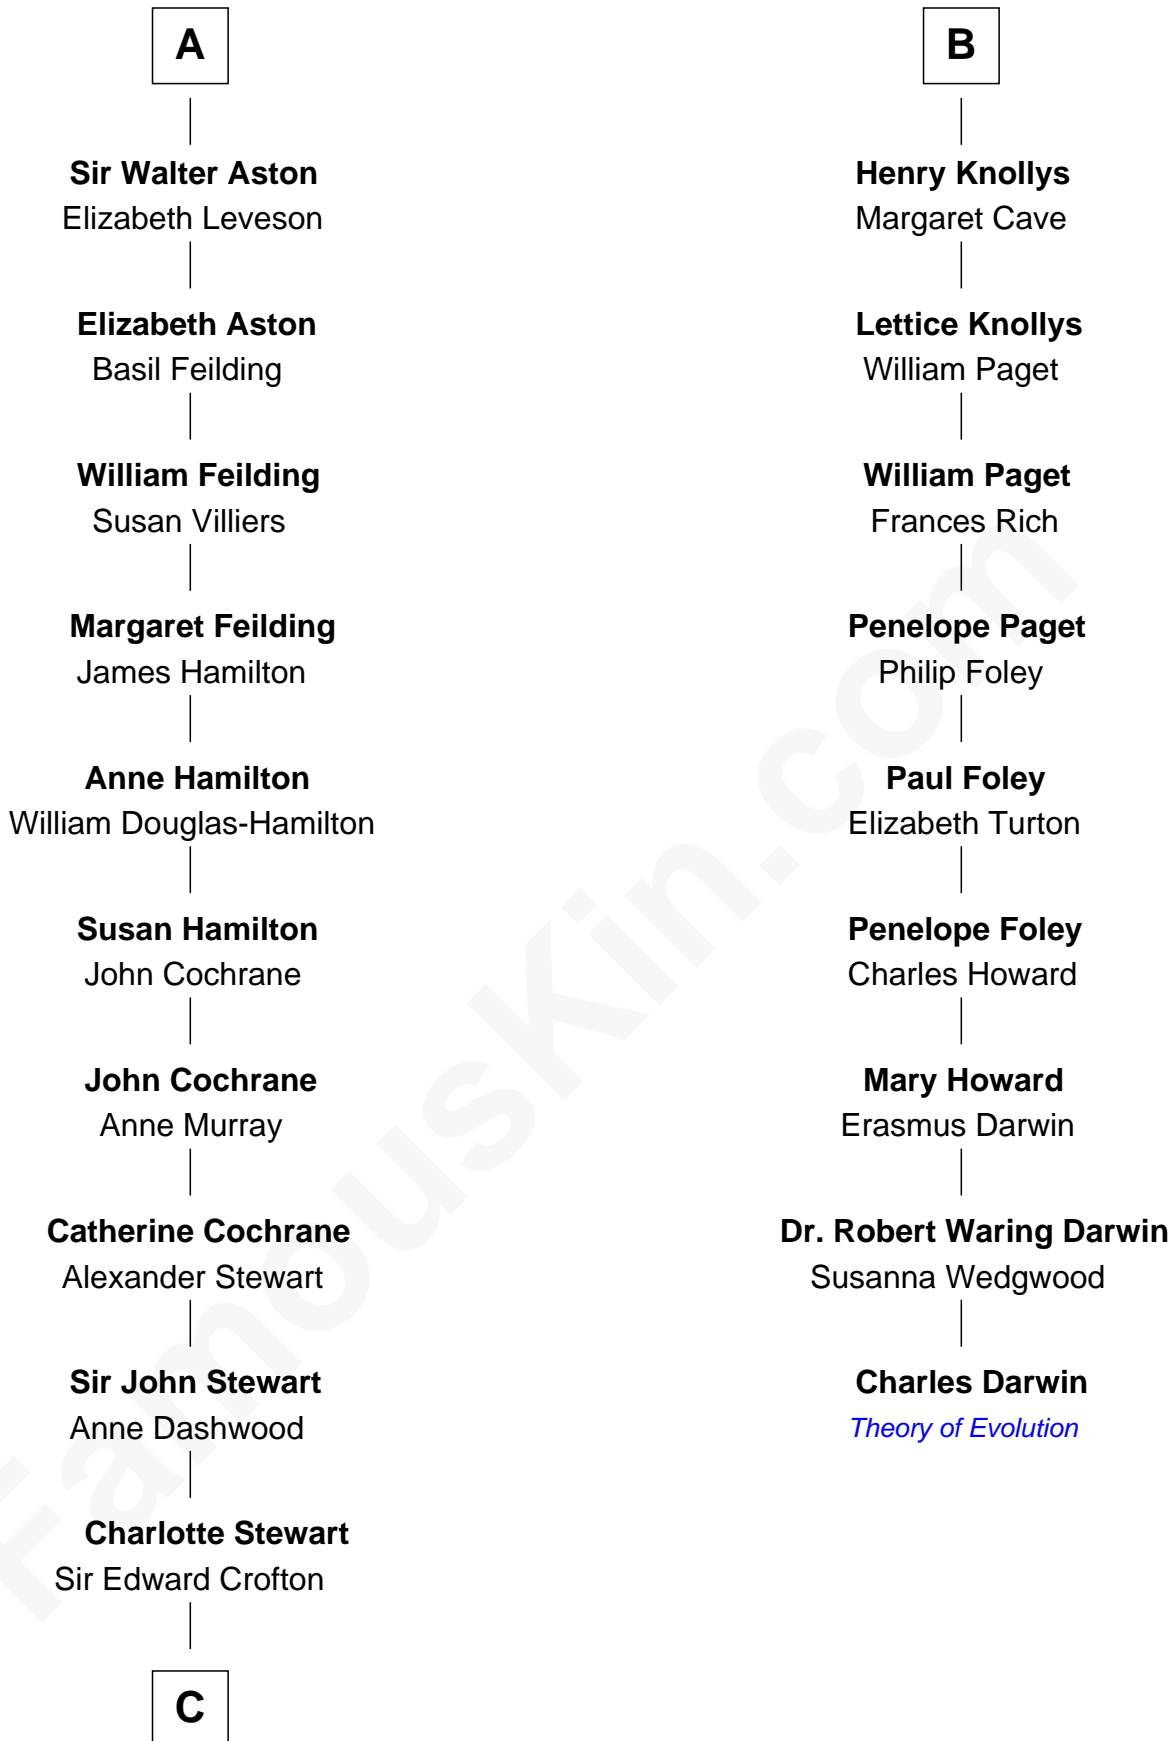 A
Sir Walter Aston
Elizabeth Leveson
Elizabeth Aston
Basil Feilding
William Feilding
Susan Villiers
Margaret Feilding
James Hamilton
Anne Hamilton
William Douglas-Hamilton
Susan Hamilton
John Cochrane
John Cochrane
Anne Murray
Catherine Cochrane
Alexander Stewart
Sir John Stewart
Anne Dashwood
Charlotte Stewart
Sir Edward Crofton
C
B
Henry Knollys
Margaret Cave
Lettice Knollys
William Paget
William Paget
Frances Rich
Penelope Paget
Philip Foley
Paul Foley
Elizabeth Turton
Penelope Foley
Charles Howard
Mary Howard
Erasmus Darwin
Dr. Robert Waring Darwin
Susanna Wedgwood
Charles Darwin
Theory of Evolution
FamousKin.com